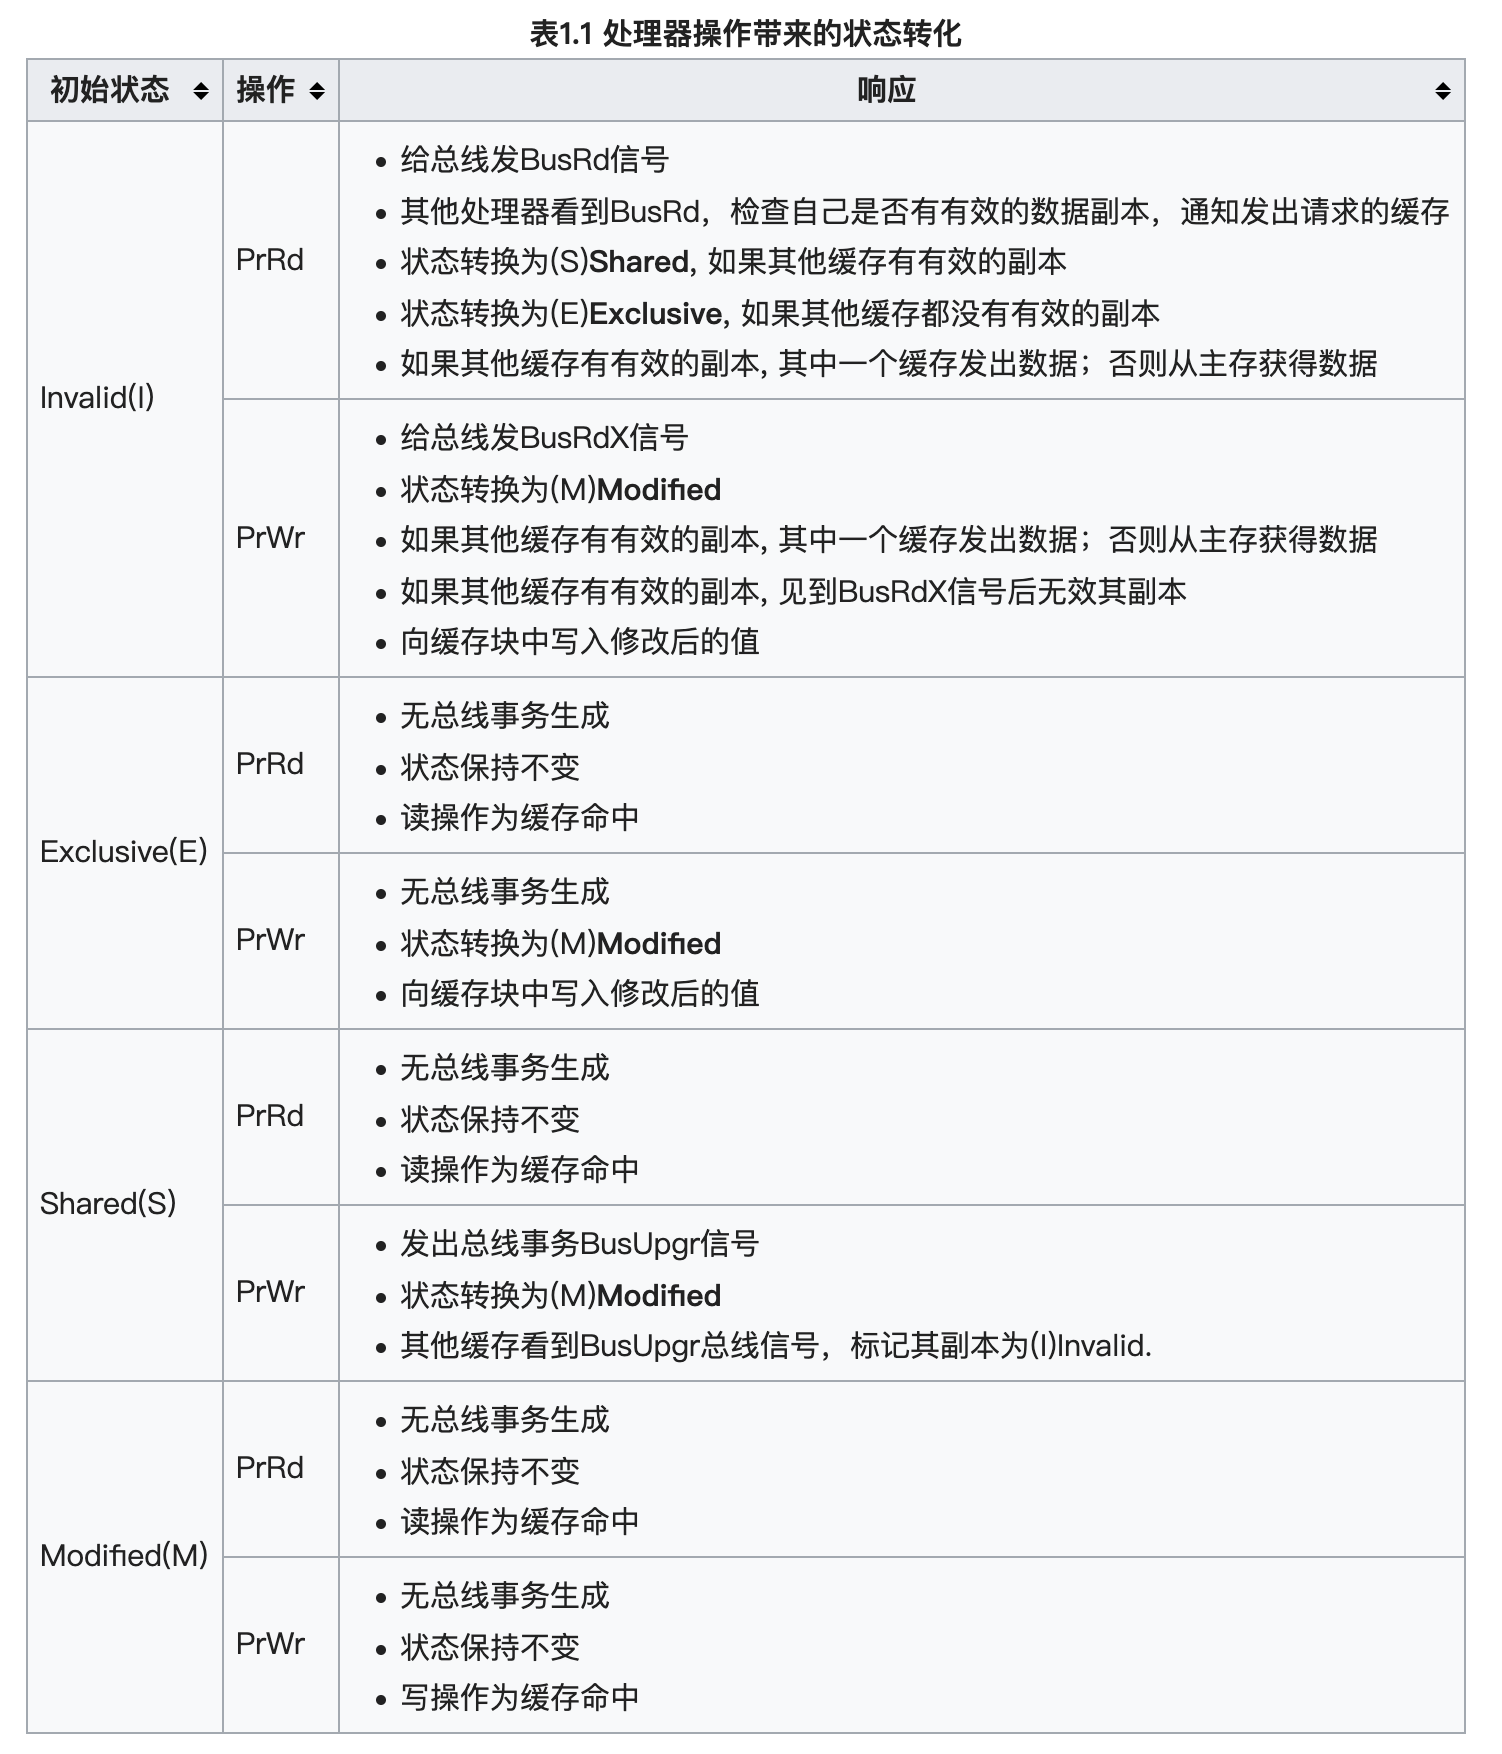 表1.1 处理器操作带来的状态转化
初始状态 操作 响应
Invalid(I)
PrRd
给总线发BusRd信号
其他处理器看到BusRd，检查自己是否有有效的数据副本，通知发出请求的缓存
状态转换为(S)Shared, 如果其他缓存有有效的副本
状态转换为(E)Exclusive, 如果其他缓存都没有有效的副本
如果其他缓存有有效的副本, 其中一个缓存发出数据；否则从主存获得数据
PrWr
给总线发BusRdX信号
状态转换为(M)Modified
如果其他缓存有有效的副本, 其中一个缓存发出数据；否则从主存获得数据
如果其他缓存有有效的副本, 见到BusRdX信号后无效其副本
向缓存块中写入修改后的值
Exclusive(E)
PrRd
无总线事务生成
状态保持不变
读操作为缓存命中
PrWr
无总线事务生成
状态转换为(M)Modified
向缓存块中写入修改后的值
Shared(S)
PrRd
无总线事务生成
状态保持不变
读操作为缓存命中
PrWr
发出总线事务BusUpgr信号
状态转换为(M)Modified
其他缓存看到BusUpgr总线信号，标记其副本为(I)Invalid.
Modified(M)
PrRd
无总线事务生成
状态保持不变
读操作为缓存命中
PrWr
无总线事务生成
状态保持不变
写操作为缓存命中